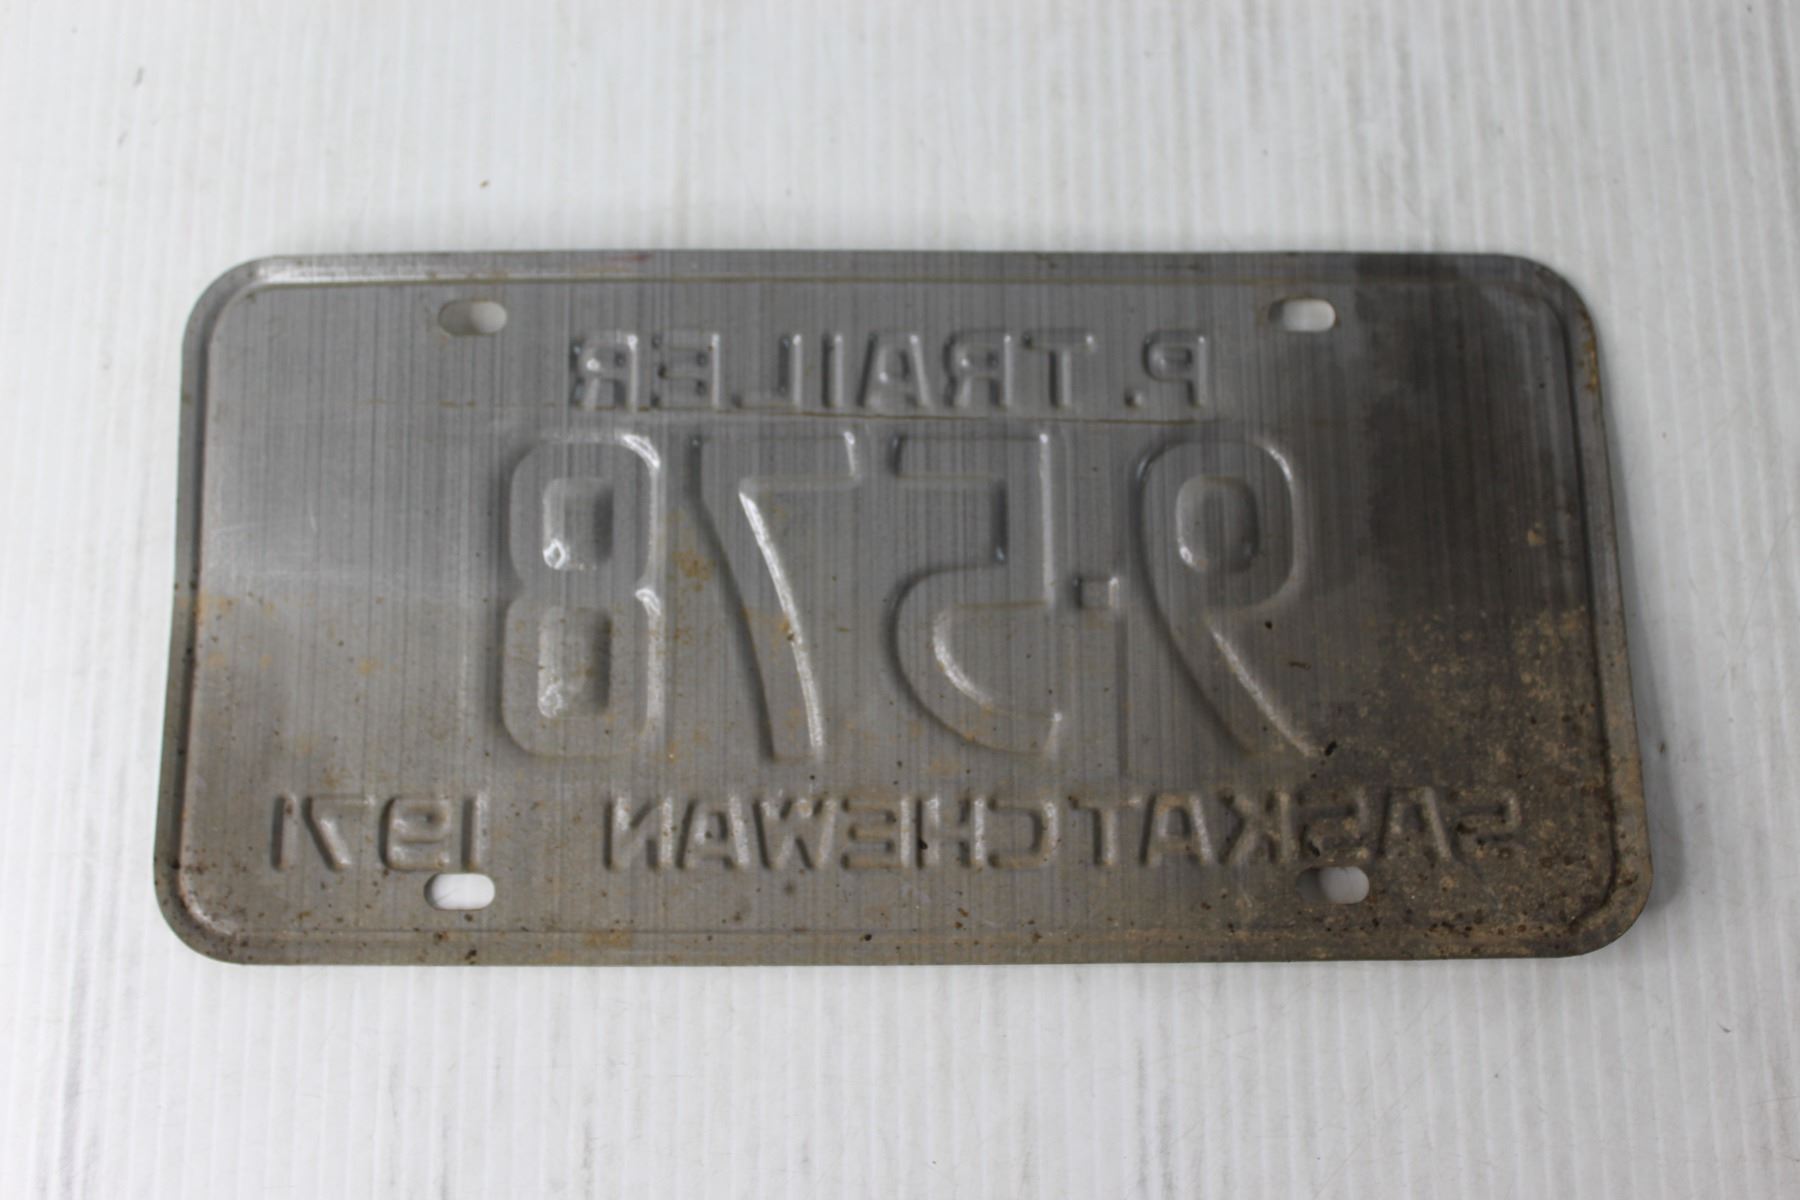 P. TRAILER
9·578
SASKATCHEWAN 1971